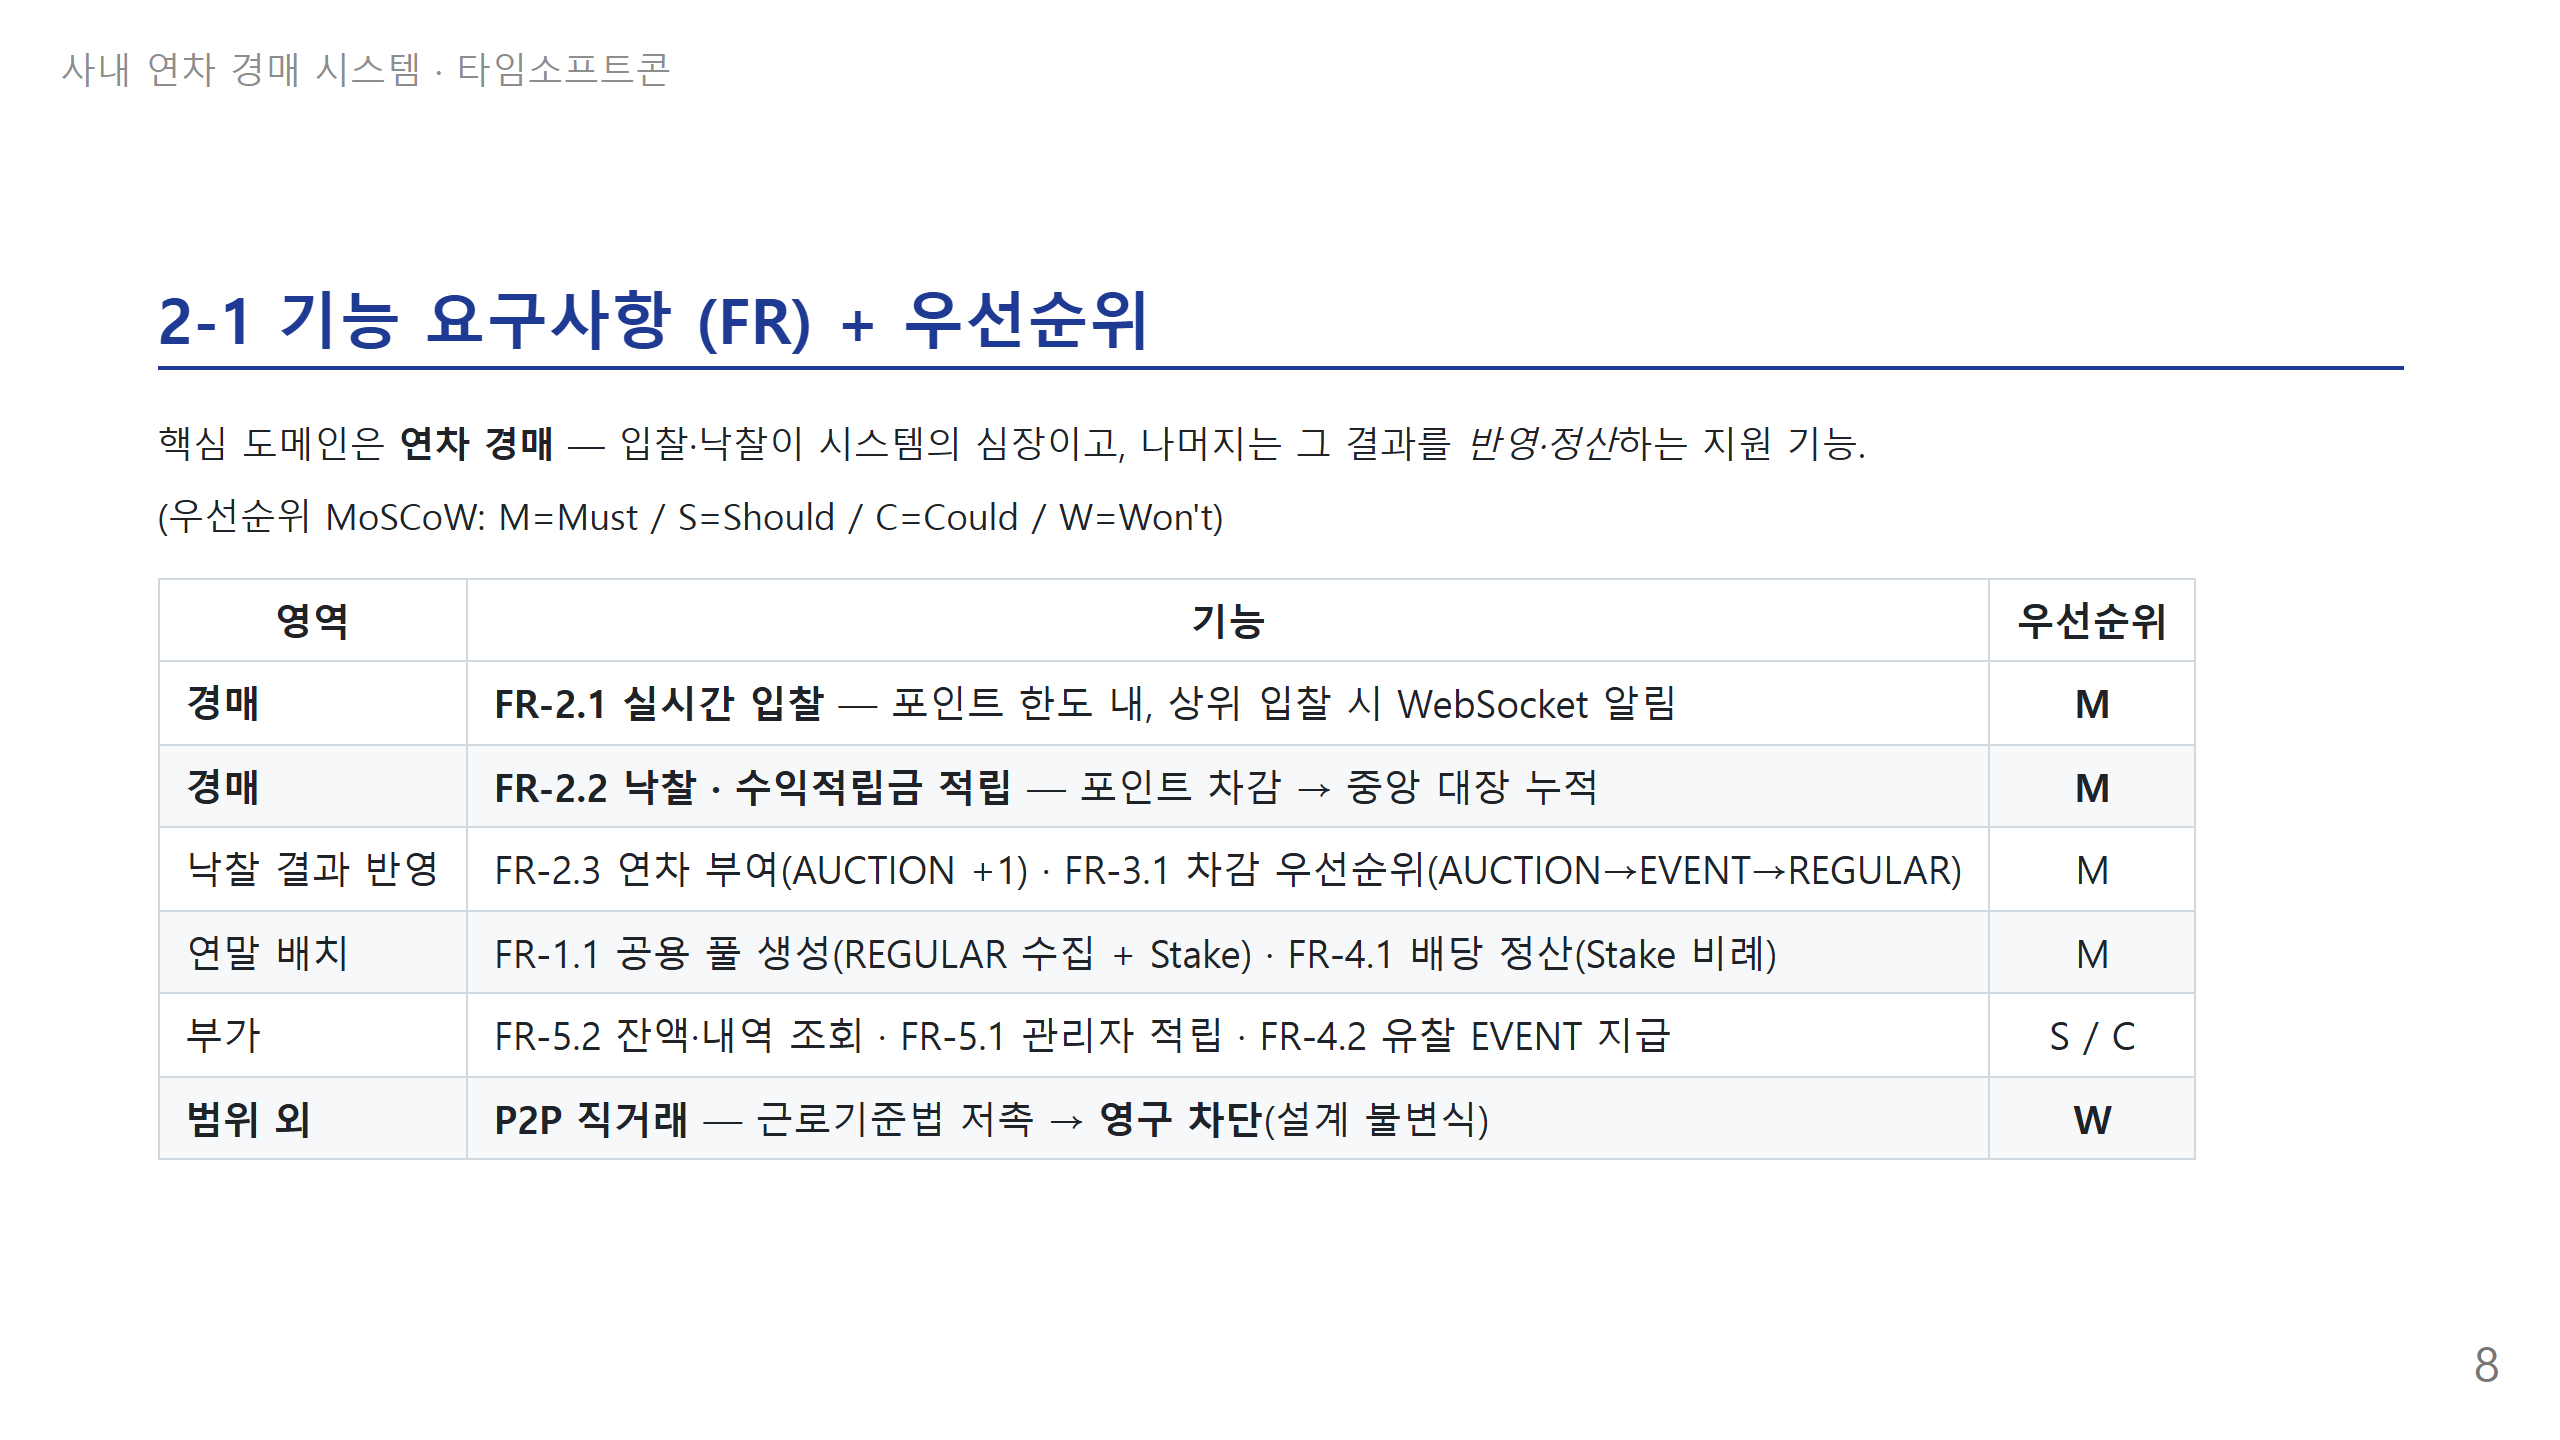 사내 연차 경매 시스템 · 타임소프트콘
2-1 기능 요구사항 (FR) + 우선순위
핵심 도메인은 연차 경매 — 입찰·낙찰이 시스템의 심장이고, 나머지는 그 결과를 반영·정산하는 지원 기능.
(우선순위 MoSCoW: M=Must / S=Should / C=Could / W=Won't)
영역 기능 우선순위
경매 FR-2.1 실시간 입찰 — 포인트 한도 내, 상위 입찰 시 WebSocket 알림 M
경매 FR-2.2 낙찰 · 수익적립금 적립 — 포인트 차감 → 중앙 대장 누적 M
낙찰 결과 반영 FR-2.3 연차 부여(AUCTION +1) · FR-3.1 차감 우선순위(AUCTION→EVENT→REGULAR) M
연말 배치 FR-1.1 공용 풀 생성(REGULAR 수집 + Stake) · FR-4.1 배당 정산(Stake 비례) M
부가 FR-5.2 잔액·내역 조회 · FR-5.1 관리자 적립 · FR-4.2 유찰 EVENT 지급 S / C
범위 외 P2P 직거래 — 근로기준법 저촉 → 영구 차단(설계 불변식) W
8